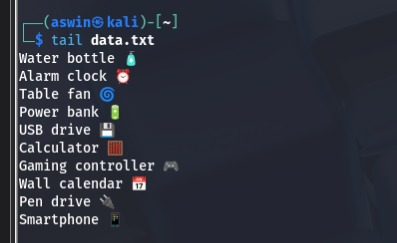 ┌──(aswin㉿kali)-[~]
└─$ tail data.txt
Water bottle 🧴
Alarm clock ⏰
Table fan 🌀
Power bank 🔋
USB drive 💾
Calculator 🧮
Gaming controller 🎮
Wall calendar 📅
Pen drive 🔌
Smartphone 📱